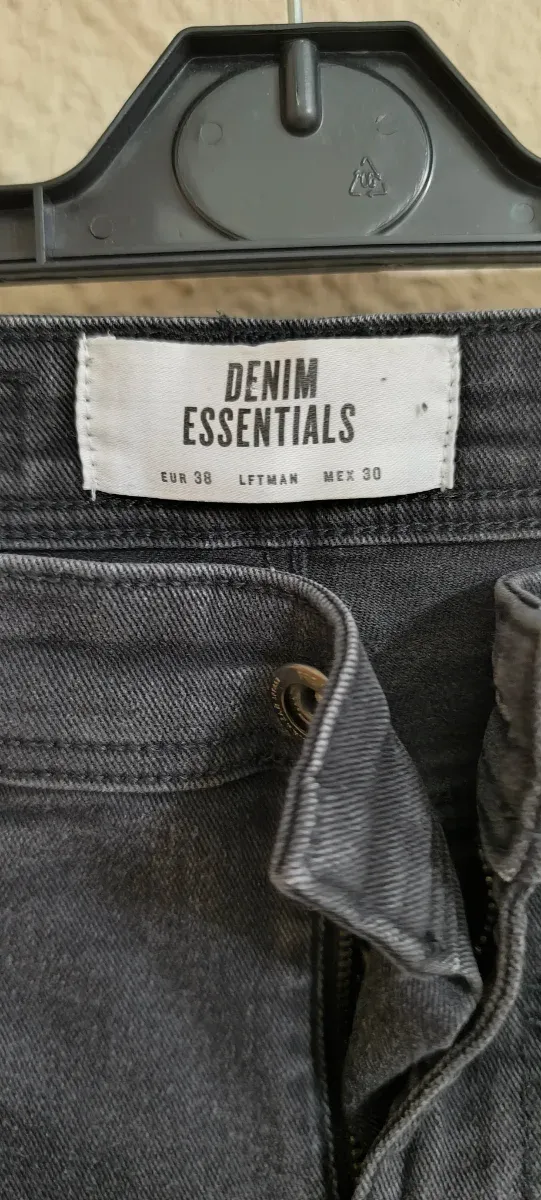 DENIM
ESSENTIALS
EUR 38 LFTMAN MEX 30